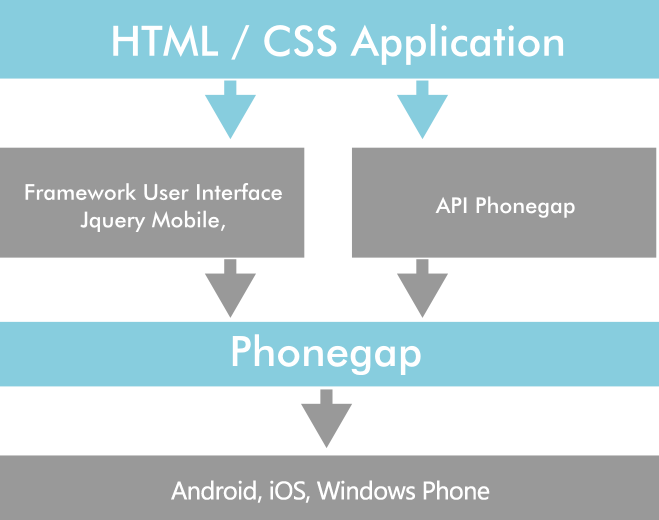 HTML / CSS Application
Framework User Interface
Jquery Mobile,
API Phonegap
Phonegap
Android, iOS, Windows Phone